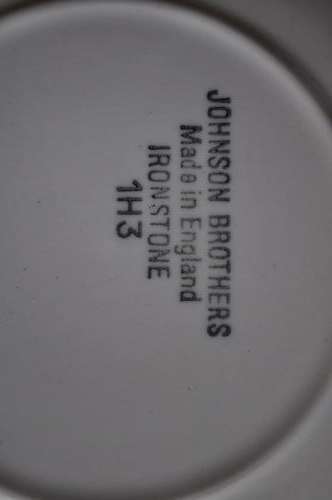 JOHNSON BROTHERS
Made in England
IRONSTONE
1H3